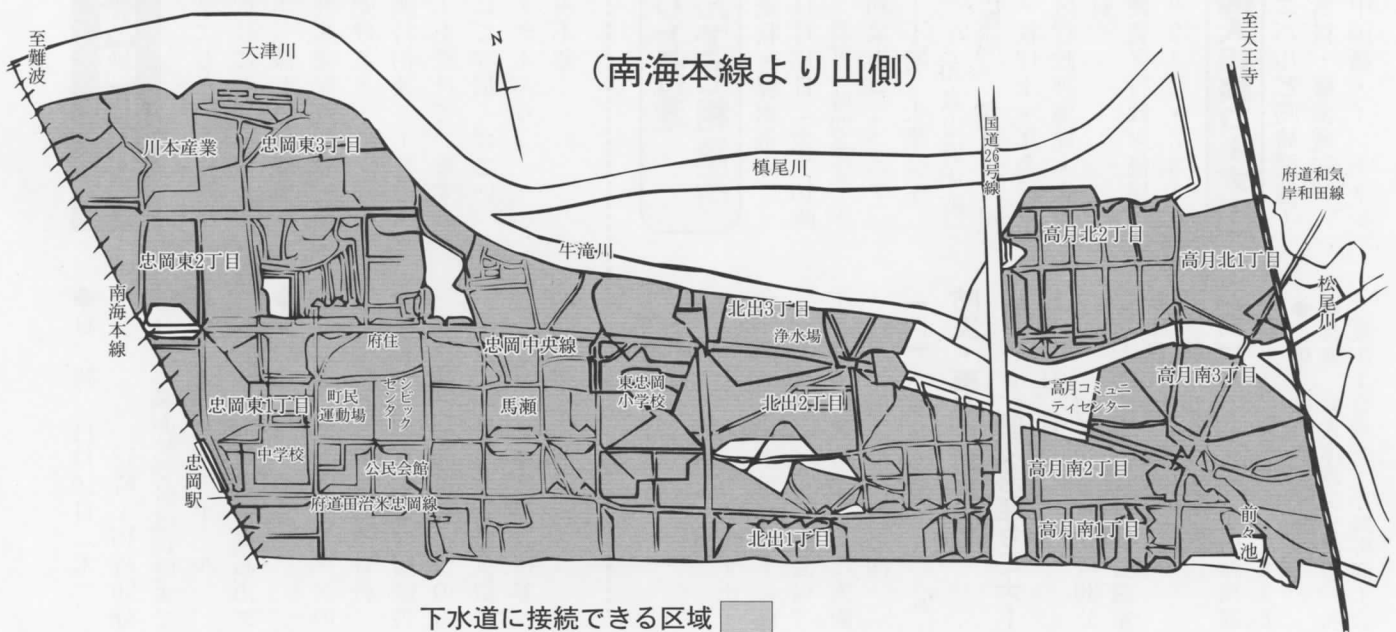 至難波
大津川
N
(南海本線より山側)
至天王寺
川本産業
忠岡東3丁目
国道26号線
槙尾川
府道和気
岸和田線
忠岡東2丁目
牛滝川
高月北2丁目
高月北1丁目
松尾川
南海本線
北出3丁目
浄水場
府住
忠岡中央線
高月南3丁目
忠岡東1丁目
町民
運動場
シビック
センター
馬瀬
東忠岡
小学校
北出2丁目
高月コミュニ
ティセンター
中学校
公民会館
忠岡駅
高月南2丁目
府道田治米忠岡線
北出1丁目
高月南1丁目
前々池
下水道に接続できる区域